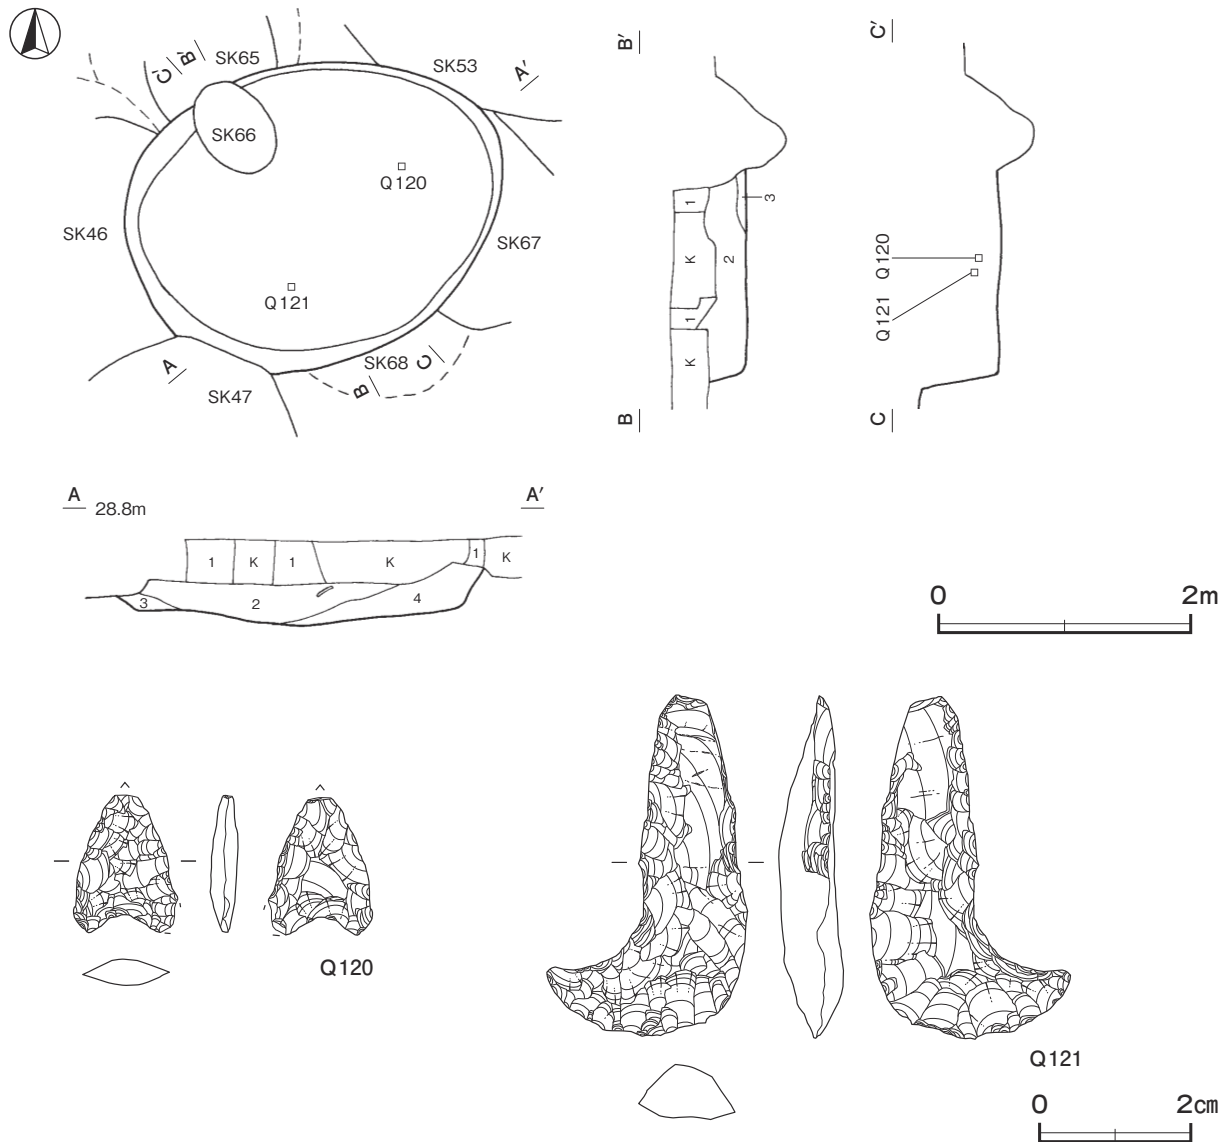 C' B' SK65
SK53
A'
SK66
Q120
SK46
SK67
Q121
A
SK68
B
C
SK47
B'
1
3
K
2
1
K
B
C'
Q120
Q121
C
A 28.8m
A'
1 K 1 K 1 K
3 2 4
0 2m
Q120
Q121
0 2cm